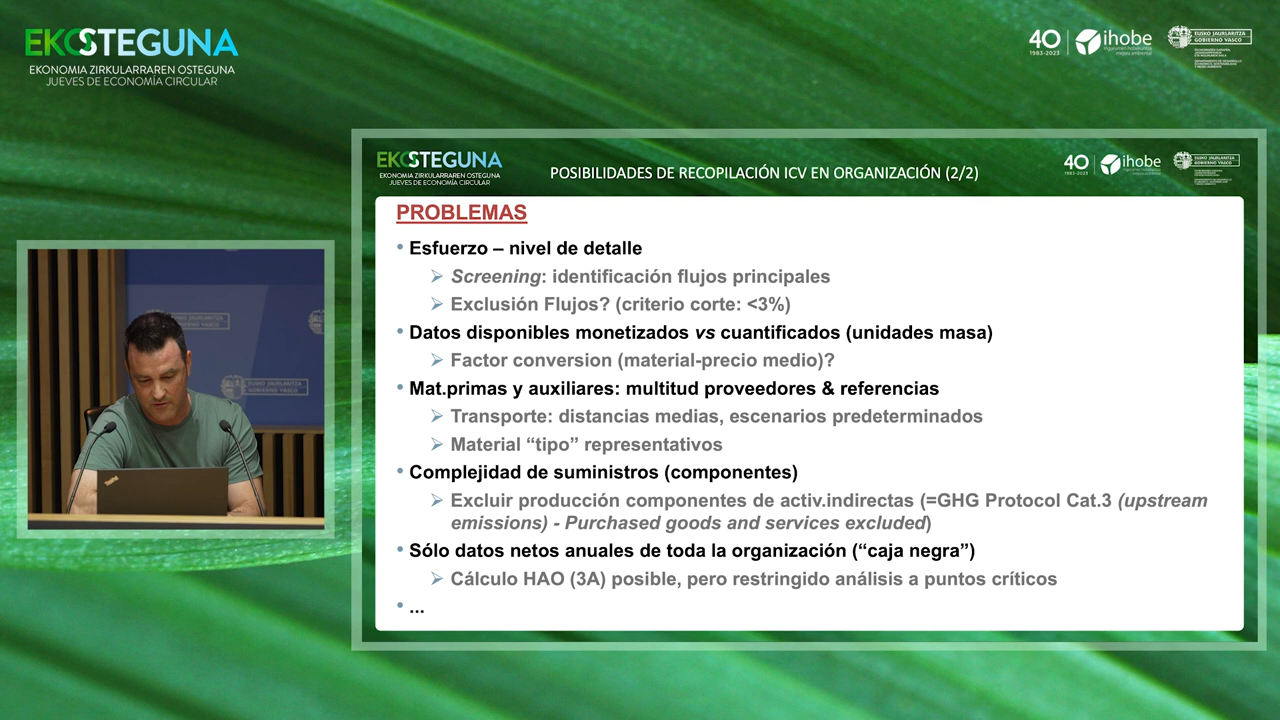 EKOSTEGUNA
EKONOMIA ZIRKULARRAREN OSTEGUNA
JUEVES DE ECONOMÍA CIRCULAR
40
1983-2023
ihobe
ingurumen hobekuntza
mejora ambiental
EUSKO JAURLARITZA
GOBIERNO VASCO
EKOSTEGUNA
EKONOMIA ZIRKULARRAREN OSTEGUNA
JUEVES DE ECONOMÍA CIRCULAR
POSIBILIDADES DE RECOPILACIÓN ICV EN ORGANIZACIÓN (2/2)
40
1983-2023
ihobe
EUSKO JAURLARITZA
GOBIERNO VASCO
PROBLEMAS
• Esfuerzo – nivel de detalle
➢ Screening: identificación flujos principales
➢ Exclusión Flujos? (criterio corte: <3%)
• Datos disponibles monetizados vs cuantificados (unidades masa)
➢ Factor conversion (material-precio medio)?
• Mat.primas y auxiliares: multitud proveedores & referencias
➢ Transporte: distancias medias, escenarios predeterminados
➢ Material “tipo” representativos
• Complejidad de suministros (componentes)
➢ Excluir producción componentes de activ.indirectas (=GHG Protocol Cat.3 (upstream
emissions) - Purchased goods and services excluded)
• Sólo datos netos anuales de toda la organización (“caja negra”)
➢ Cálculo HAO (3A) posible, pero restringido análisis a puntos críticos
• ...